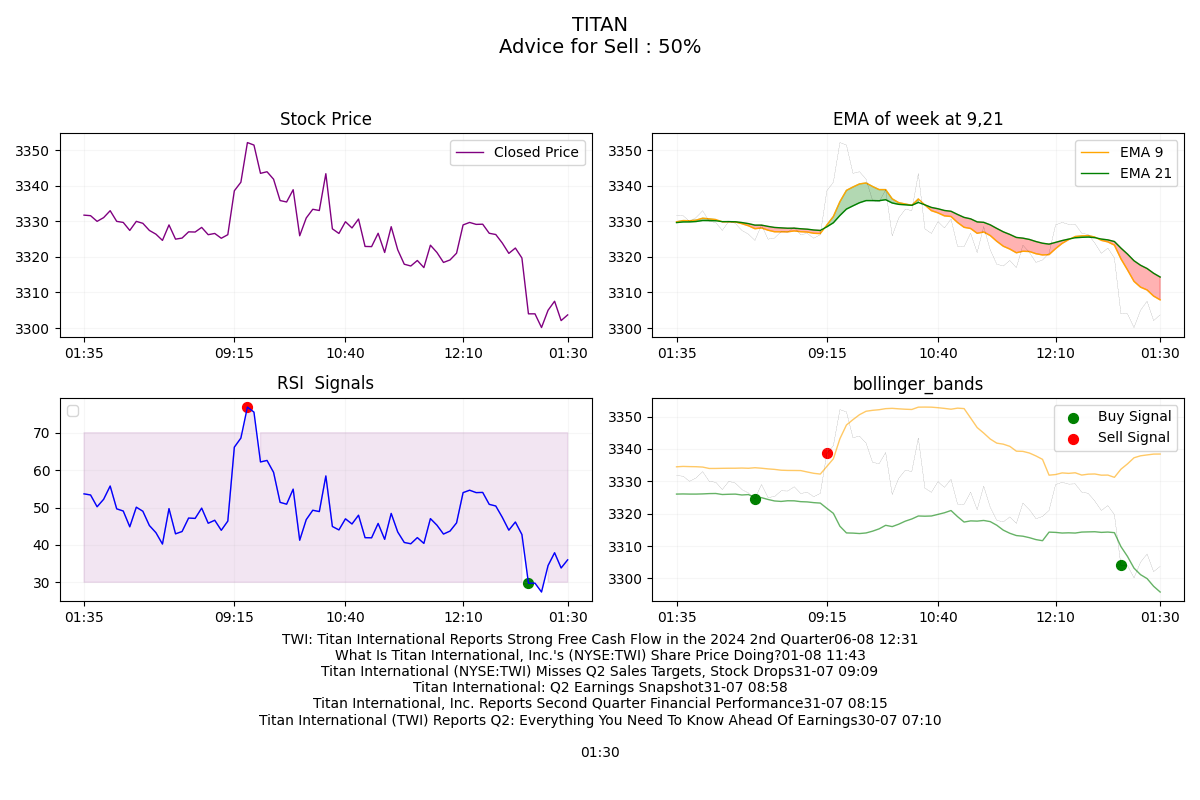 TITAN
Advice for Sell : 50%
Stock Price
3350
3340
3330
3320
3310
3300
Closed Price
01:35 09:15 10:40 12:10 01:30
EMA of week at 9,21
3350
3340
3330
3320
3310
3300
EMA 9
EMA 21
01:35 09:15 10:40 12:10 01:30
RSI  Signals
70
60
50
40
30
01:35 09:15 10:40 12:10 01:30
bollinger_bands
3350
3340
3330
3320
3310
3300
Buy Signal
Sell Signal
01:35 09:15 10:40 12:10 01:30
TWI: Titan International Reports Strong Free Cash Flow in the 2024 2nd Quarter06-08 12:31
What Is Titan International, Inc.'s (NYSE:TWI) Share Price Doing?01-08 11:43
Titan International (NYSE:TWI) Misses Q2 Sales Targets, Stock Drops31-07 09:09
Titan International: Q2 Earnings Snapshot31-07 08:58
Titan International, Inc. Reports Second Quarter Financial Performance31-07 08:15
Titan International (TWI) Reports Q2: Everything You Need To Know Ahead Of Earnings30-07 07:10
01:30